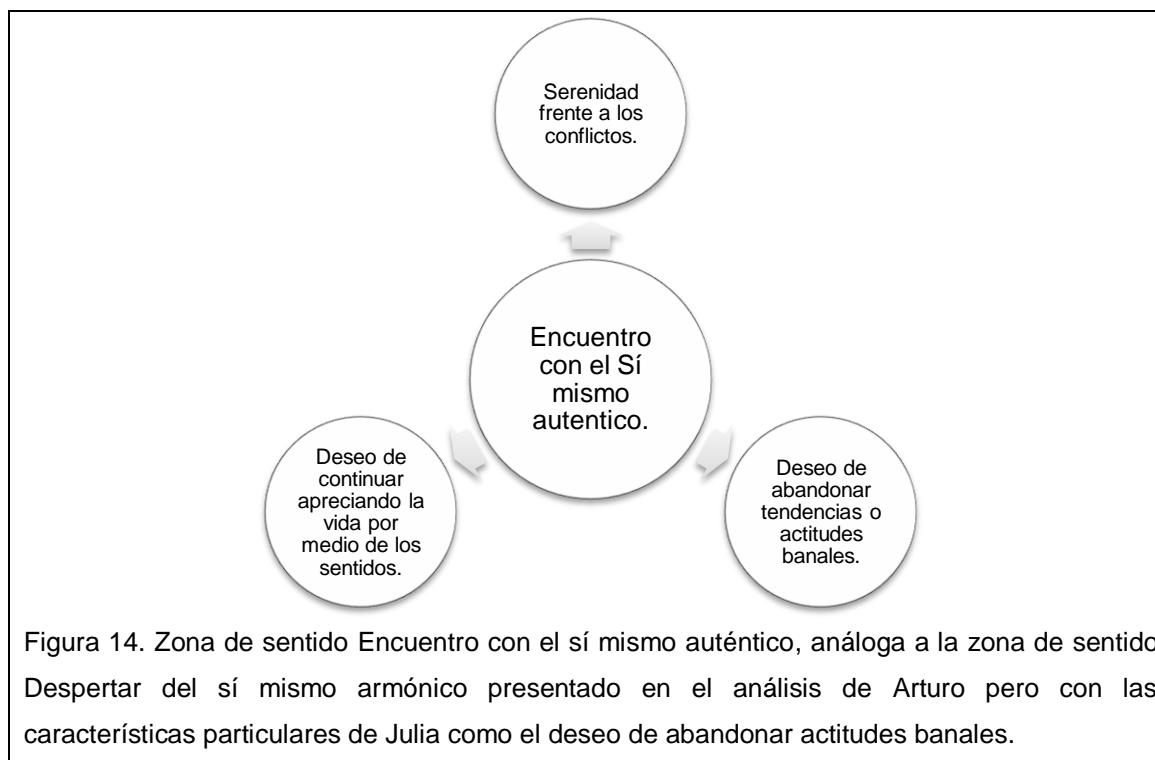 Serenidad
frente a los
conflictos.
Encuentro
con el Sí
mismo
autentico.
Deseo de
continuar
apreciando la
vida por
medio de los
sentidos.
Deseo de
abandonar
tendencias o
actitudes
banales.
Figura 14. Zona de sentido Encuentro con el sí mismo auténtico, análoga a la zona de sentido
Despertar del sí mismo armónico presentado en el análisis de Arturo pero con las
características particulares de Julia como el deseo de abandonar actitudes banales.